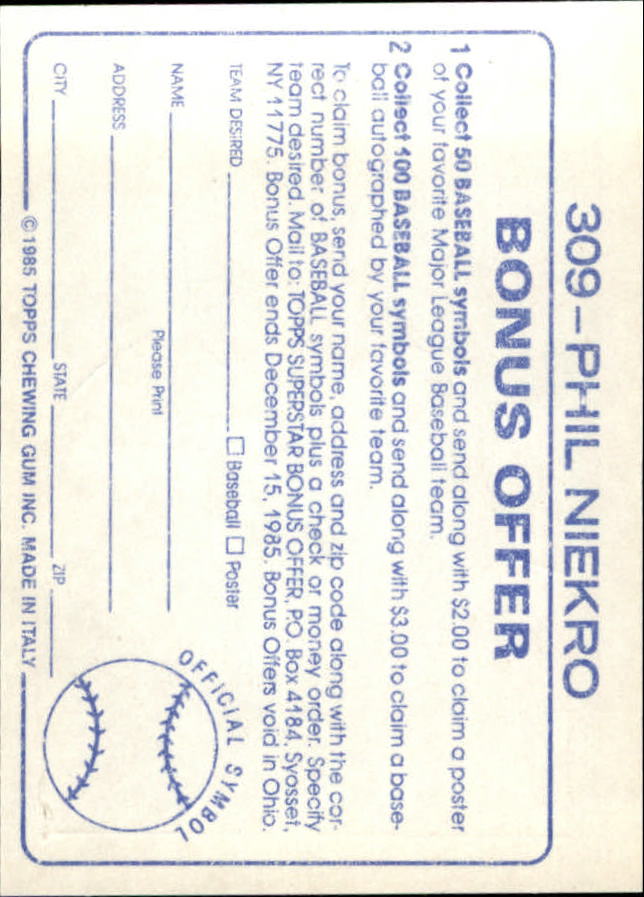 309-PHIL NIEKRO
BONUS OFFER
1 Collect 50 BASEBALL symbols and send along with $2.00 to claim a poster
of your favorite Major League Baseball team.
2 Collect 100 BASEBALL symbols and send along with $3.00 to claim a base-
ball autographed by your favorite team.
To claim bonus, send your name, address and zip code along with the cor-
rect number of BASEBALL symbols plus a check or money order. Specify
team desired. Mail to: TOPPS SUPERSTAR BONUS OFFER, P.O. Box 4184, Syosset,
NY 11775. Bonus Offer ends December 15, 1985. Bonus Offers void in Ohio.
TEAM DESIRED Baseball Poster
NAME
Please Print
ADDRESS
CITY STATE ZIP
OFFICIAL SYMBOL
© 1985 TOPPS CHEWING GUM INC. MADE IN ITALY